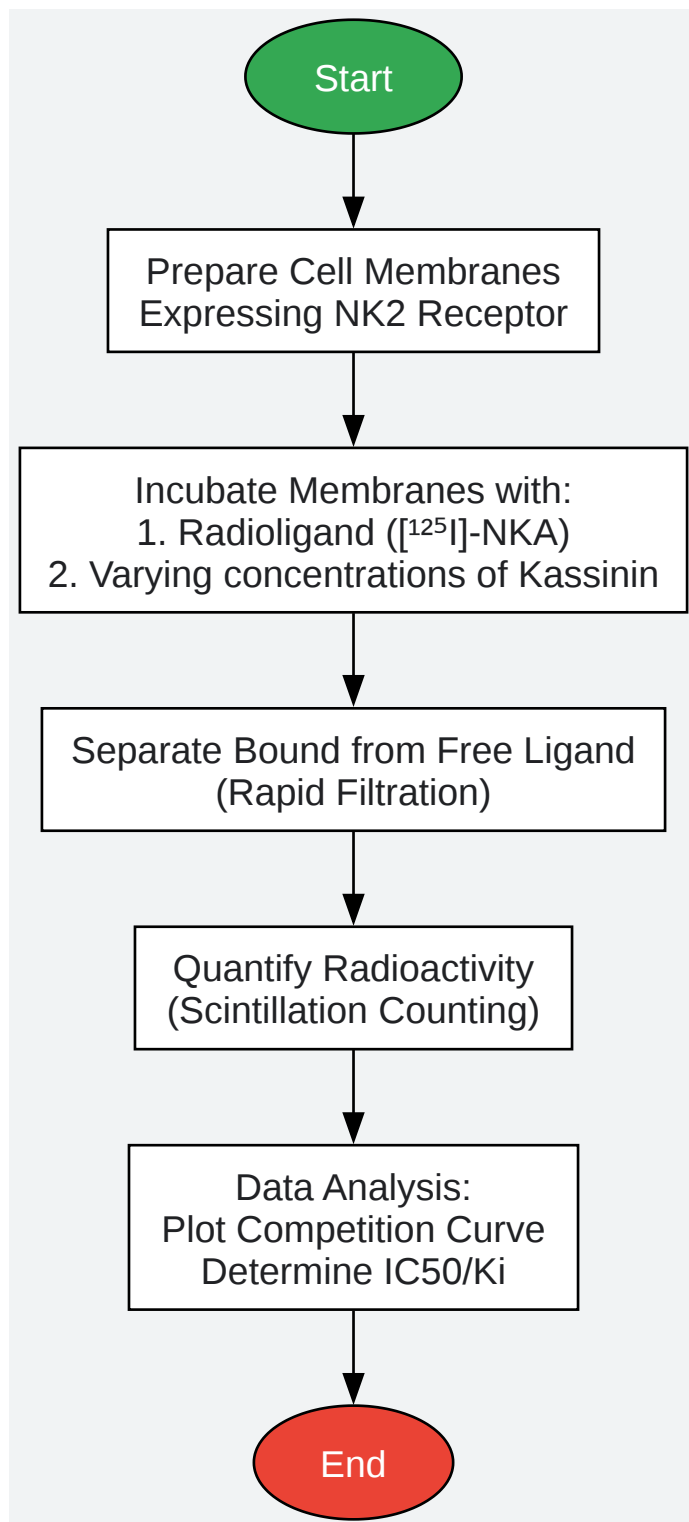 Start
Prepare Cell Membranes
Expressing NK2 Receptor
Incubate Membranes with:
1. Radioligand ([¹²⁵I]-NKA)
2. Varying concentrations of Kassinin
Separate Bound from Free Ligand
(Rapid Filtration)
Quantify Radioactivity
(Scintillation Counting)
Data Analysis:
Plot Competition Curve
Determine IC50/Ki
End